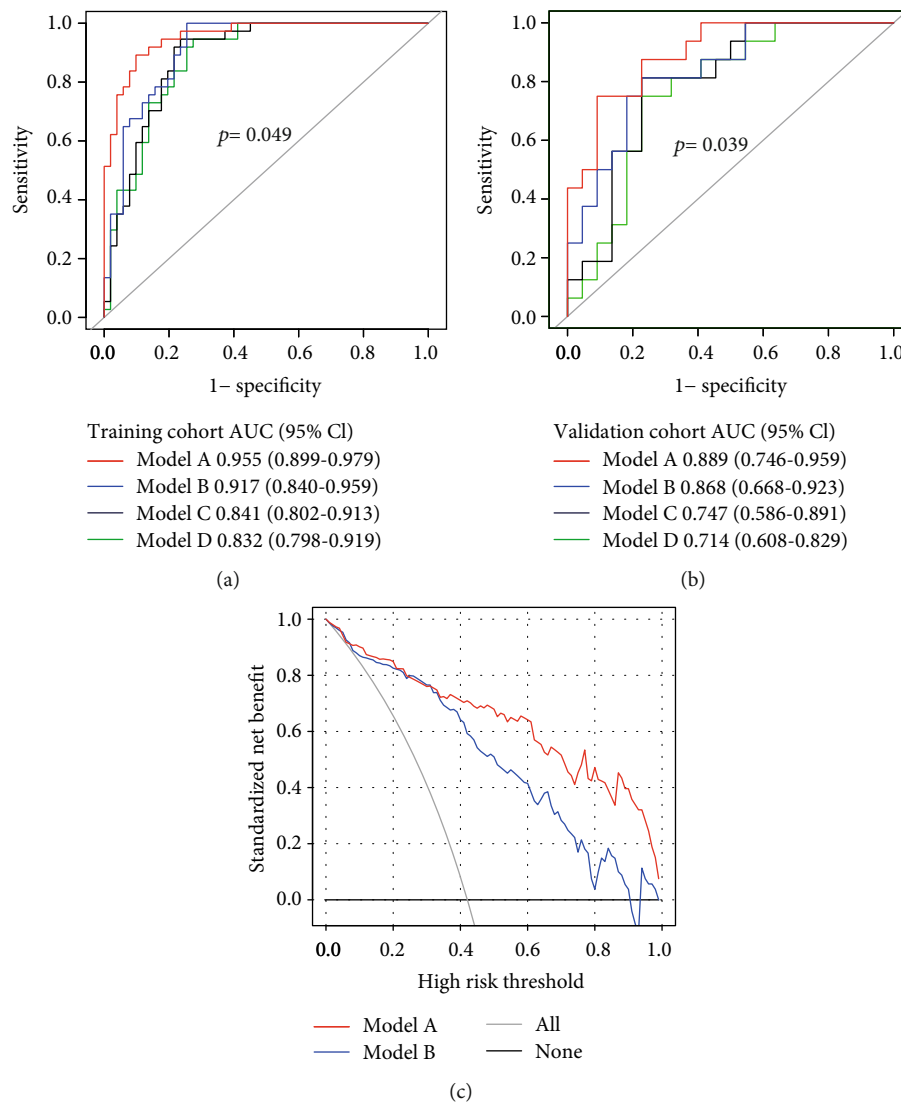 1.0
0.8
0.6
0.4
0.2
0.0
Sensitivity
p= 0.049
0.0 0.2 0.4 0.6 0.8 1.0
1− specificity
Training cohort AUC (95% Cl)
Model A 0.955 (0.899-0.979)
Model B 0.917 (0.840-0.959)
Model C 0.841 (0.802-0.913)
Model D 0.832 (0.798-0.919)
(a)
1.0
0.8
0.6
0.4
0.2
0.0
Sensitivity
p= 0.039
0.0 0.2 0.4 0.6 0.8 1.0
1− specificity
Validation cohort AUC (95% Cl)
Model A 0.889 (0.746-0.959)
Model B 0.868 (0.668-0.923)
Model C 0.747 (0.586-0.891)
Model D 0.714 (0.608-0.829)
(b)
1.0
0.8
0.6
0.4
0.2
0.0
Standardized net benefit
0.0 0.2 0.4 0.6 0.8 1.0
High risk threshold
Model A All
Model B None
(c)